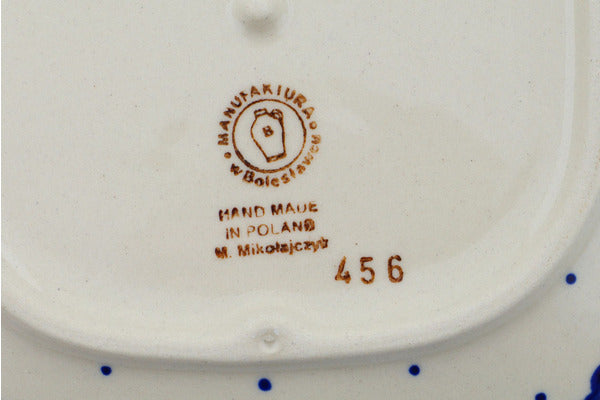 MANUFAKTURA
w Bolesławcu
B
HAND MADE
IN POLAND
M. Mikołajczyk
456